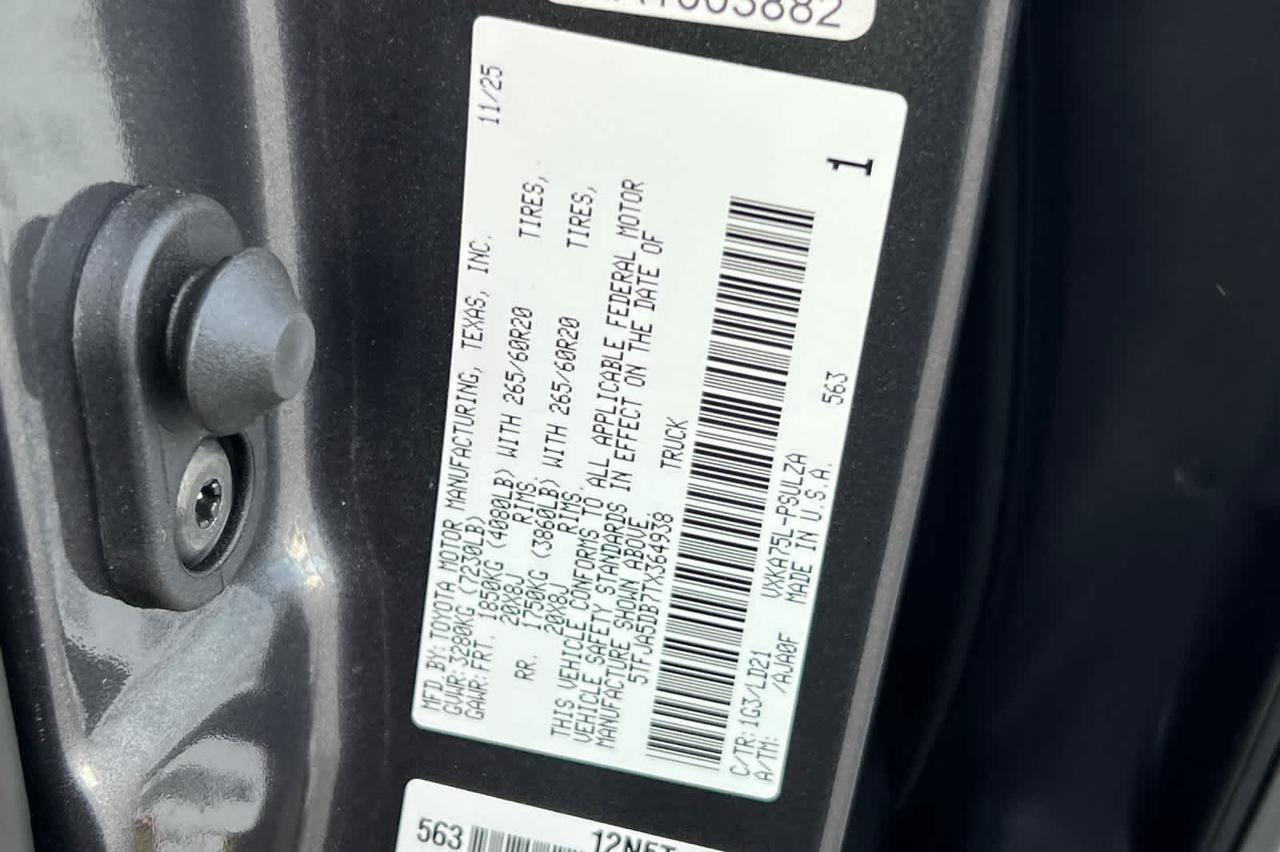 003882
11/25
MFD. BY: TOYOTA MOTOR MANUFACTURING, TEXAS, INC.
GVWR: 3280KG (7230LB)
GAWR: FRT. 1850KG (4080LB) WITH 265/60R20 TIRES,
20X8J RIMS,
RR. 1750KG (3860LB) WITH 265/60R20 TIRES,
20X8J RIMS,
THIS VEHICLE CONFORMS TO ALL APPLICABLE FEDERAL MOTOR
VEHICLE SAFETY STANDARDS IN EFFECT ON THE DATE OF
MANUFACTURE SHOWN ABOVE.
5TFJA5DB7TX364938 TRUCK
1
C/TR: 1G3/LD21 VXKA75L-PSULZA 563
A/TM: /AJA0F MADE IN U.S.A.
563 12NET